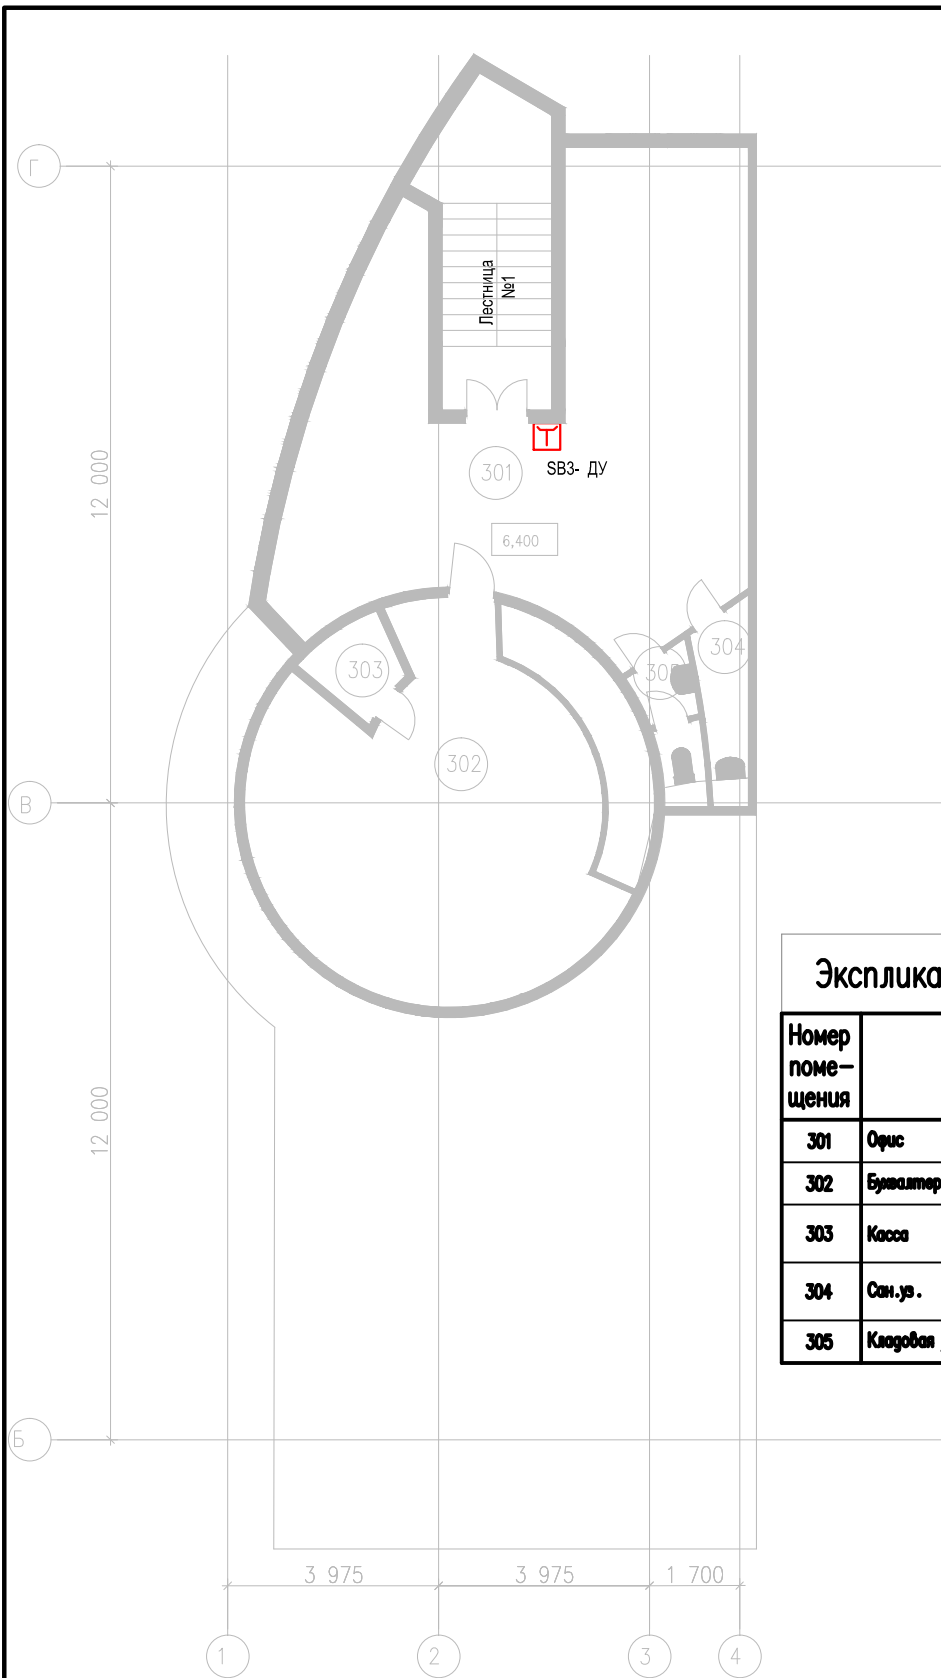 Г
Лестница
№1
12 000
301
SB3- ДУ
6,400
304
303
302
В
Экспликa
Номер
поме-
щения
12 000
301 Офис
302 Бухгалтер
303 Касса
304 Сан.уз.
305 Кладовая
Б
3 975
3 975
1 700
1
2
3
4